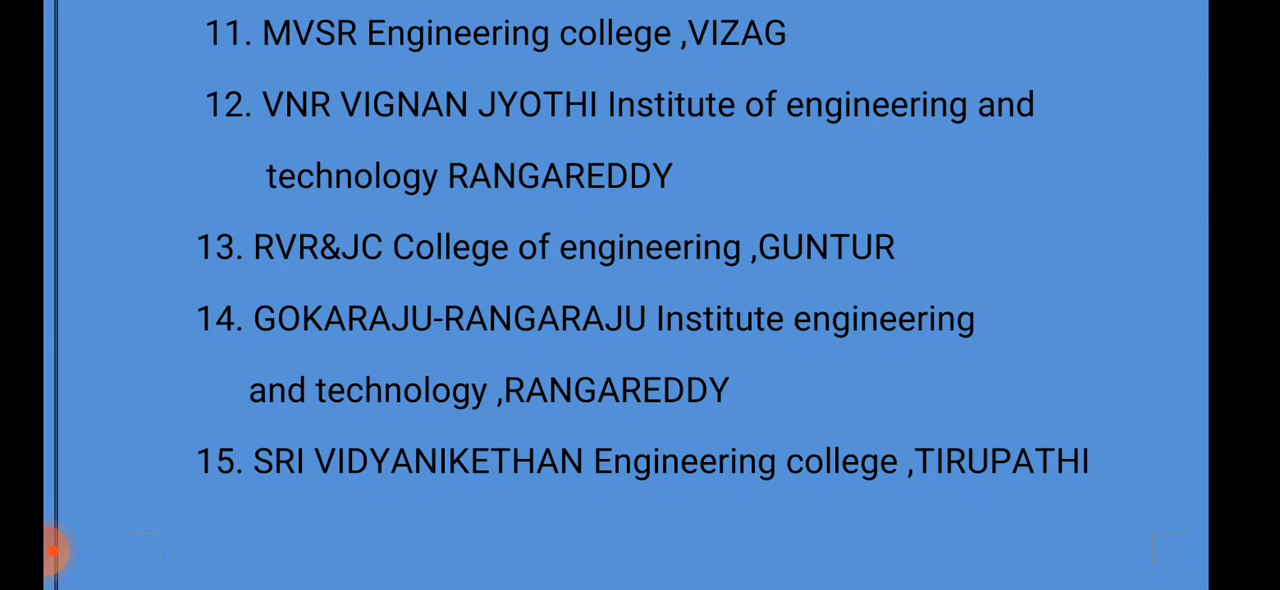 11. MVSR Engineering college ,VIZAG
12. VNR VIGNAN JYOTHI Institute of engineering and
technology RANGAREDDY
13. RVR&JC College of engineering ,GUNTUR
14. GOKARAJU-RANGARAJU Institute engineering
and technology ,RANGAREDDY
15. SRI VIDYANIKETHAN Engineering college ,TIRUPATHI